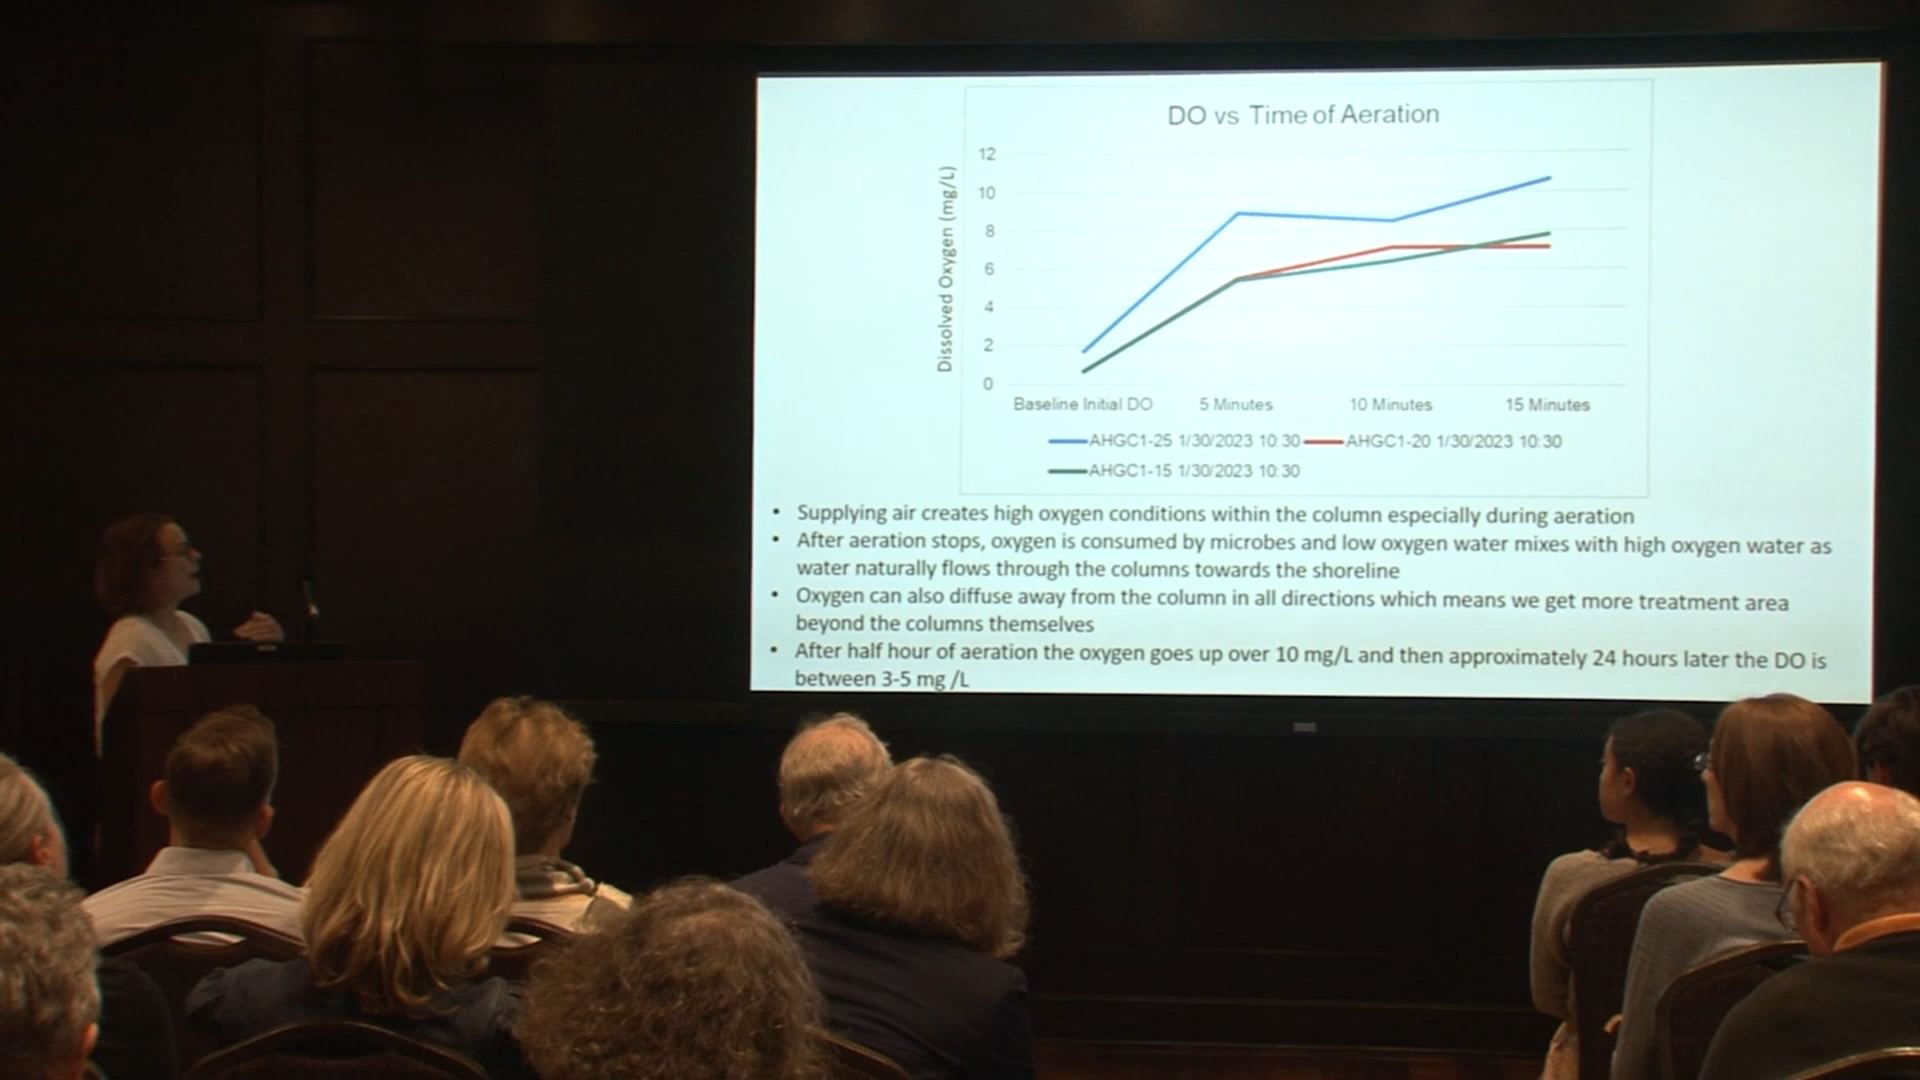 DO vs Time of Aeration
Dissolved Oxygen (mg/L)
12
10
8
6
4
2
0
Baseline Initial DO 5 Minutes 10 Minutes 15 Minutes
AHGC1-25 1/30/2023 10:30 AHGC1-20 1/30/2023 10:30
AHGC1-15 1/30/2023 10:30
• Supplying air creates high oxygen conditions within the column especially during aeration
• After aeration stops, oxygen is consumed by microbes and low oxygen water mixes with high oxygen water as
water naturally flows through the columns towards the shoreline
• Oxygen can also diffuse away from the column in all directions which means we get more treatment area
beyond the columns themselves
• After half hour of aeration the oxygen goes up over 10 mg/L and then approximately 24 hours later the DO is
between 3-5 mg /L